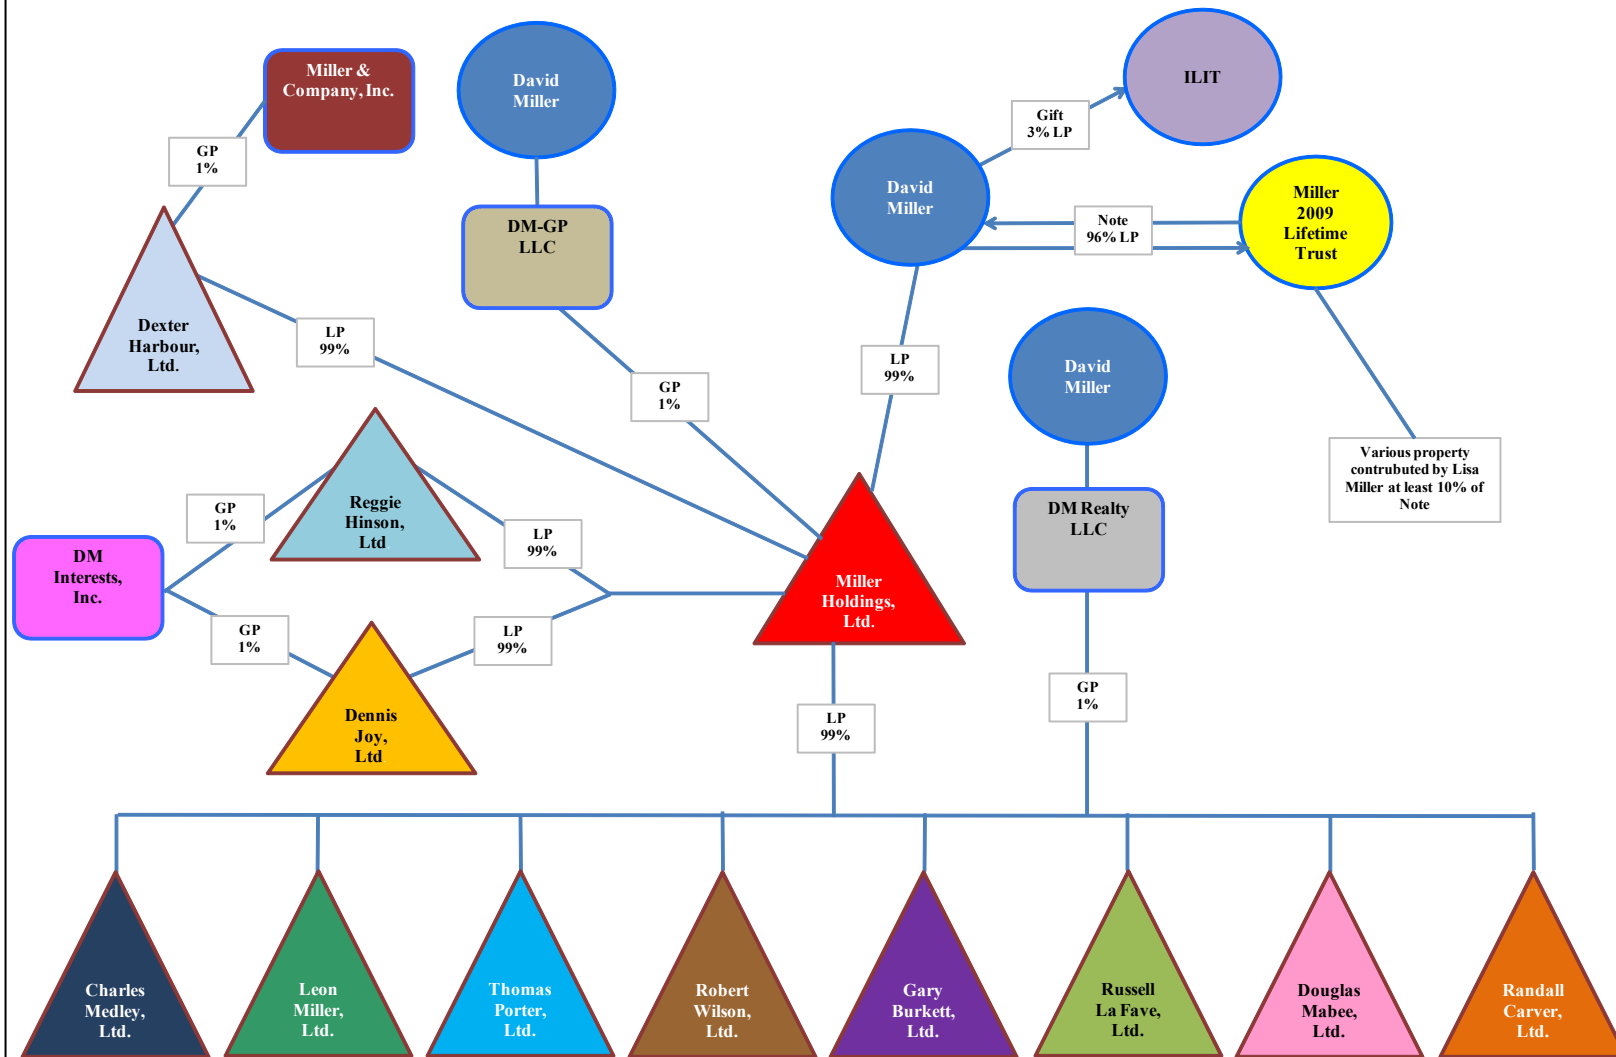 Miller &
Company, Inc.
David
Miller
ILIT
Gift
3% LP
GP
1%
David
Miller
Note
96% LP
Miller
2009
Lifetime
Trust
DM-GP
LLC
Dexter
Harbour,
Ltd.
LP
99%
GP
1%
LP
99%
David
Miller
Various property
contrubuted by Lisa
Miller at least 10% of
Note
Reggie
Hinson,
Ltd
GP
1%
LP
99%
DM Realty
LLC
DM
Interests,
Inc.
Miller
Holdings,
Ltd.
GP
1%
LP
99%
GP
1%
LP
99%
Dennis
Joy,
Ltd
Charles
Medley,
Ltd.
Leon
Miller,
Ltd.
Thomas
Porter,
Ltd.
Robert
Wilson,
Ltd.
Gary
Burkett,
Ltd.
Russell
La Fave,
Ltd.
Douglas
Mabee,
Ltd.
Randall
Carver,
Ltd.